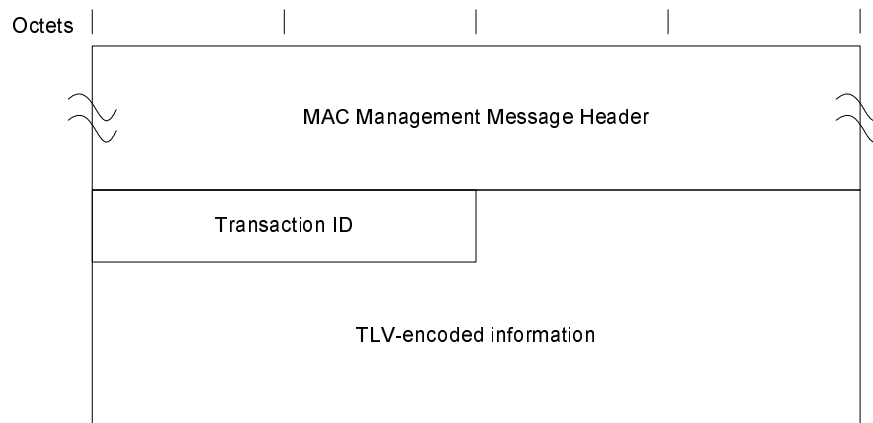 Octets
MAC Management Message Header
Transaction ID
TLV-encoded information